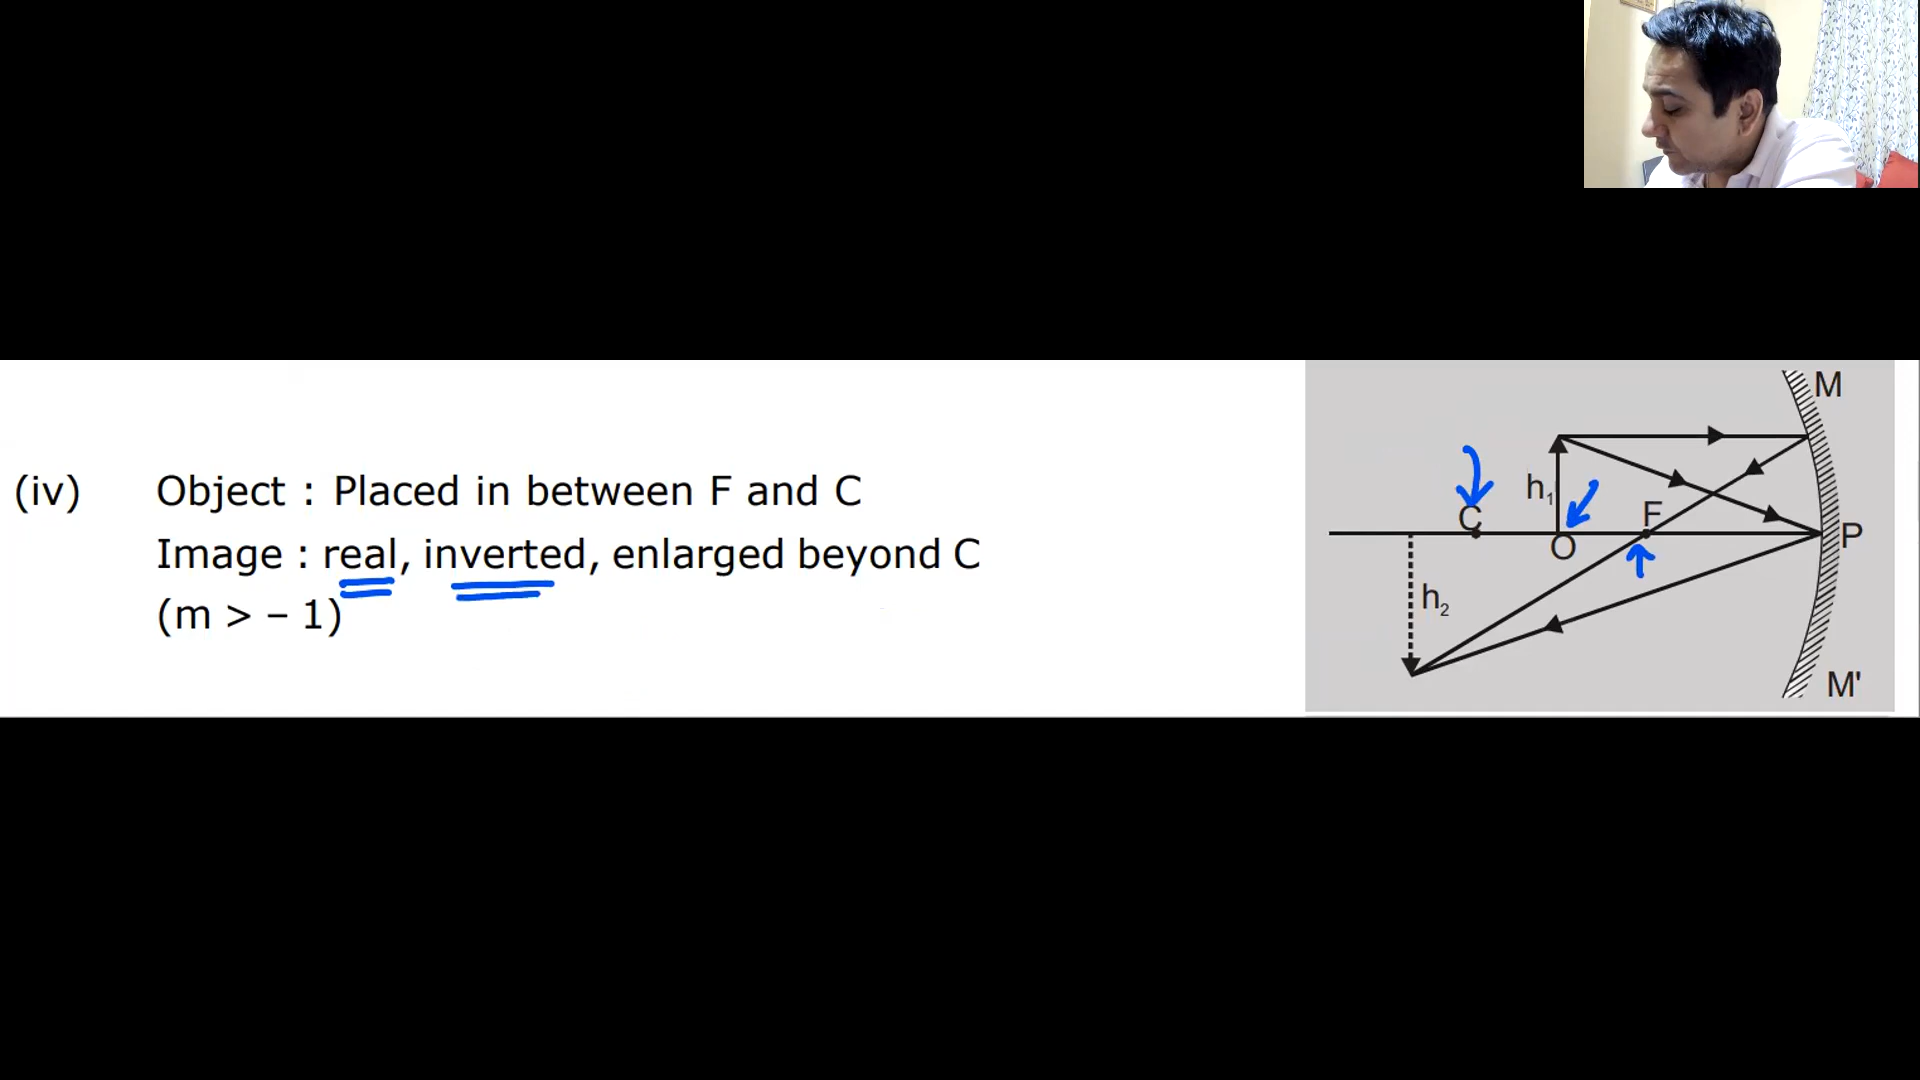 (iv) Object : Placed in between F and C
Image : real, inverted, enlarged beyond C
(m > – 1)
M
h₁
C
F
O
P
h₂
M'